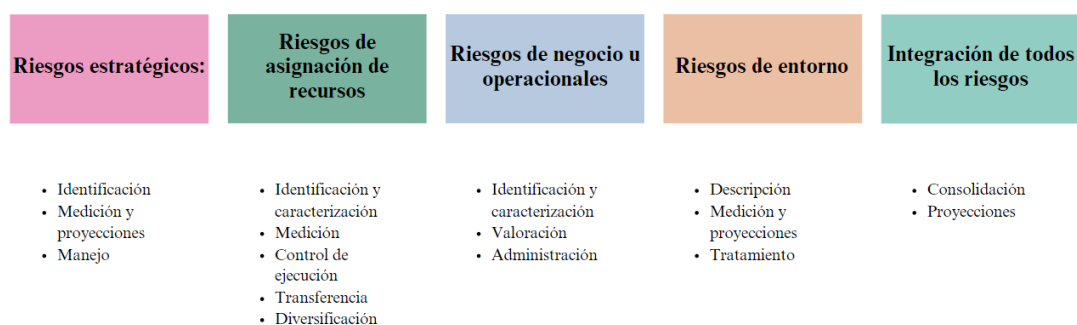 Riesgos estratégicos:
Riesgos de
asignación de
recursos
Riesgos de negocio u
operacionales
Riesgos de entorno
Integración de todos
los riesgos
• Identificación
• Medición y
proyecciones
• Manejo
• Identificación y
caracterización
• Medición
• Control de
ejecución
• Transferencia
• Diversificación
• Identificación y
caracterización
• Valoración
• Administración
• Descripción
• Medición y
proyecciones
• Tratamiento
• Consolidación
• Proyecciones